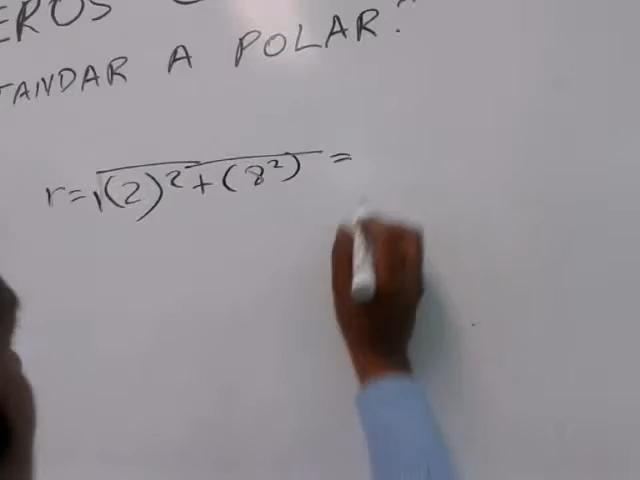 EROS
TANDAR A POLAR.
r = √(2)² + (8²) =